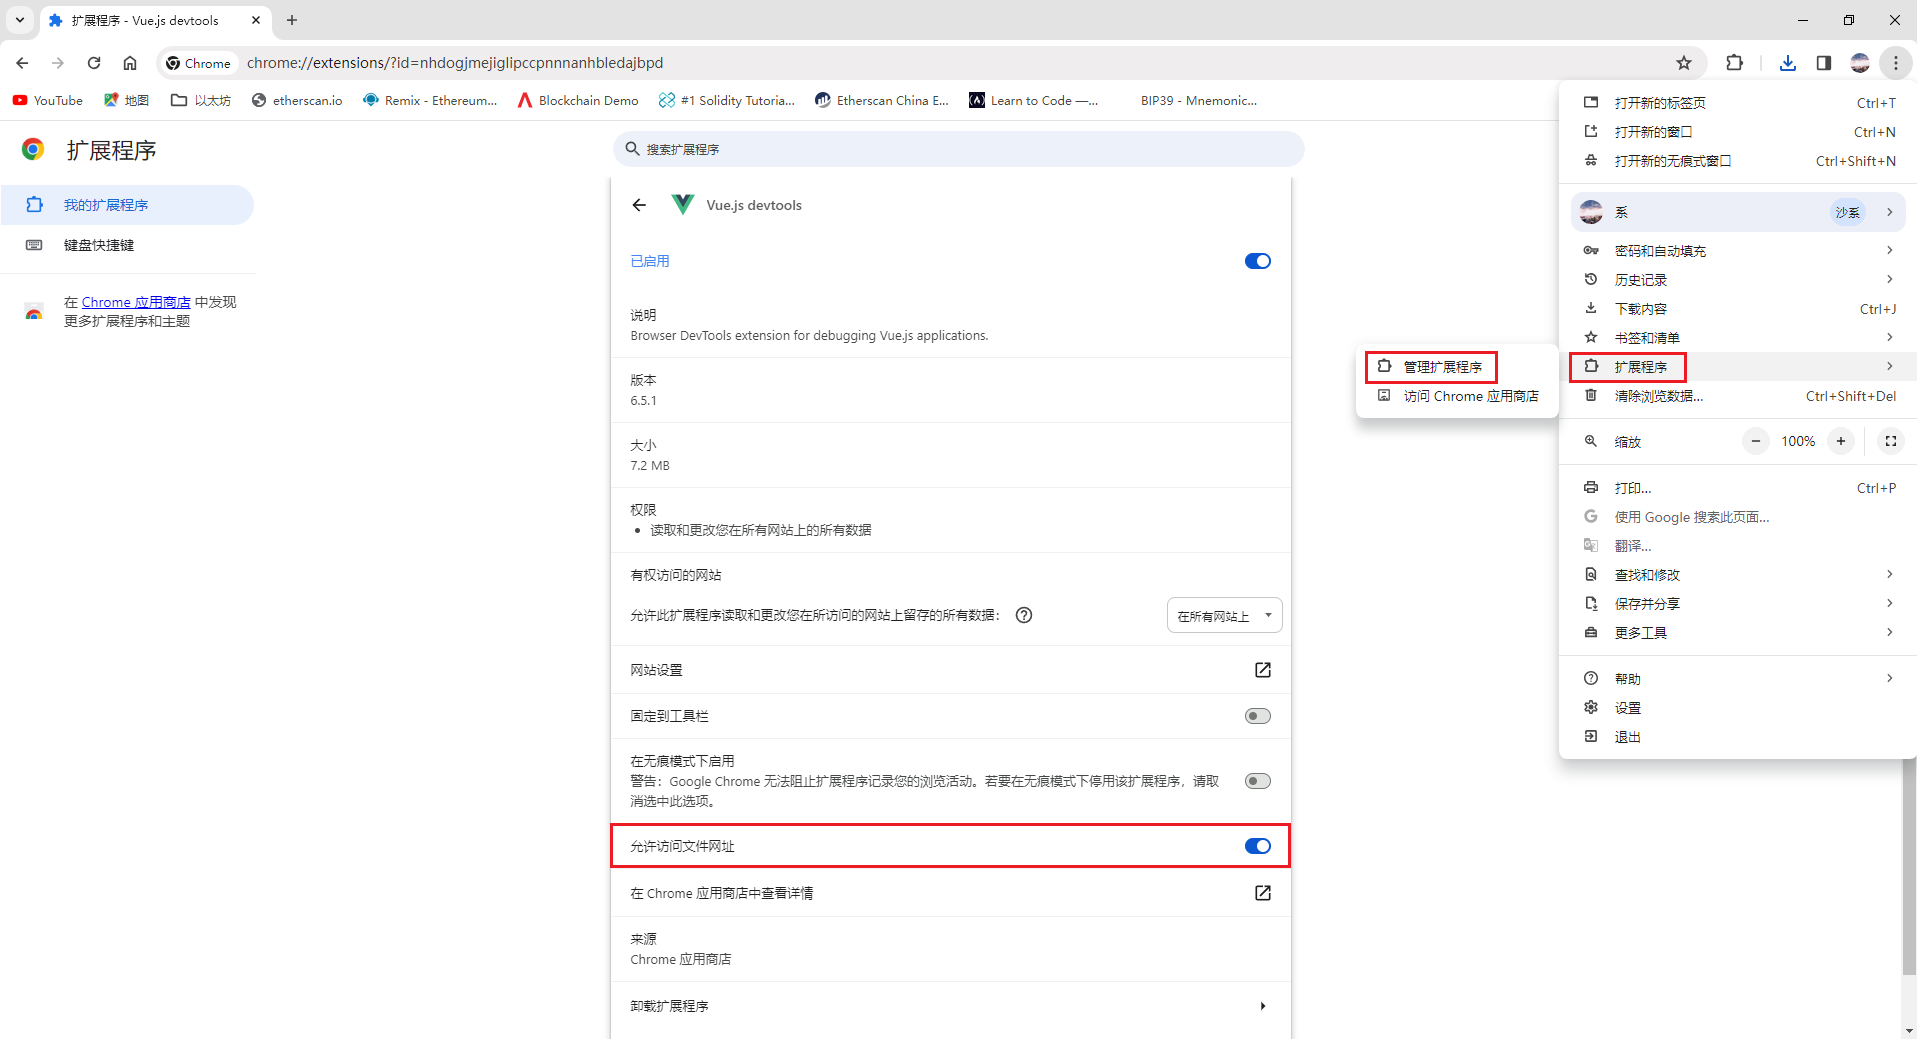 扩展程序 - Vue.js devtools
Chrome
chrome://extensions/?id=nhdogjmejiglipccpnnnanhbledajbpd
YouTube
地图
以太坊
etherscan.io
Remix - Ethereum...
Blockchain Demo
#1 Solidity Tutoria...
Etherscan China E...
Learn to Code —...
BIP39 - Mnemonic...
扩展程序
搜索扩展程序
我的扩展程序
键盘快捷键
在 Chrome 应用商店 中发现
更多扩展程序和主题
Vue.js devtools
已启用
说明
Browser DevTools extension for debugging Vue.js applications.
版本
6.5.1
大小
7.2 MB
权限
• 读取和更改您在所有网站上的所有数据
有权访问的网站
允许此扩展程序读取和更改您在所访问的网站上留存的所有数据：
在所有网站上
网站设置
固定到工具栏
在无痕模式下启用
警告：Google Chrome 无法阻止扩展程序记录您的浏览活动。若要在无痕模式下停用该扩展程序，请取
消选中此选项。
允许访问文件网址
在 Chrome 应用商店中查看详情
来源
Chrome 应用商店
卸载扩展程序
管理扩展程序
访问 Chrome 应用商店
打开新的标签页 Ctrl+T
打开新的窗口 Ctrl+N
打开新的无痕式窗口 Ctrl+Shift+N
系 沙系
密码和自动填充
历史记录
下载内容 Ctrl+J
书签和清单
扩展程序
清除浏览数据... Ctrl+Shift+Del
缩放 − 100% +
打印... Ctrl+P
使用 Google 搜索此页面...
翻译...
查找和修改
保存并分享
更多工具
帮助
设置
退出